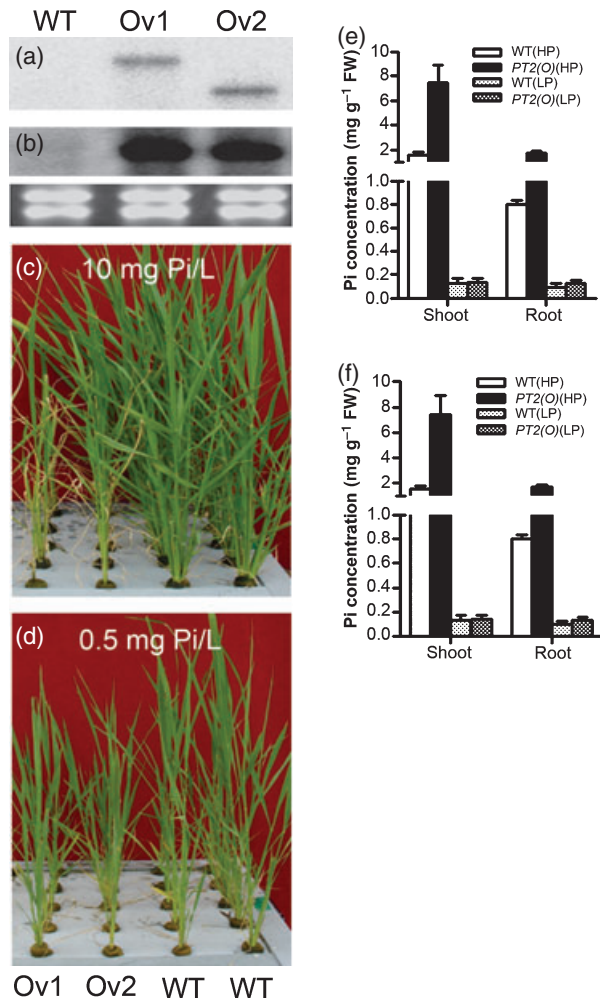 WT Ov1 Ov2
(a)
(b)
(c) 10 mg Pi/L
(d) 0.5 mg Pi/L
Ov1 Ov2 WT WT
(e)
Pi concentration (mg g⁻¹ FW)
10
8
6
4
2
1.0
0.8
0.6
0.4
0.2
0.0
WT(HP)
PT2(O)(HP)
WT(LP)
PT2(O)(LP)
Shoot Root
(f)
Pi concentration (mg g⁻¹ FW)
10
8
6
4
2
1.0
0.8
0.6
0.4
0.2
0.0
WT(HP)
PT2(O)(HP)
WT(LP)
PT2(O)(LP)
Shoot Root